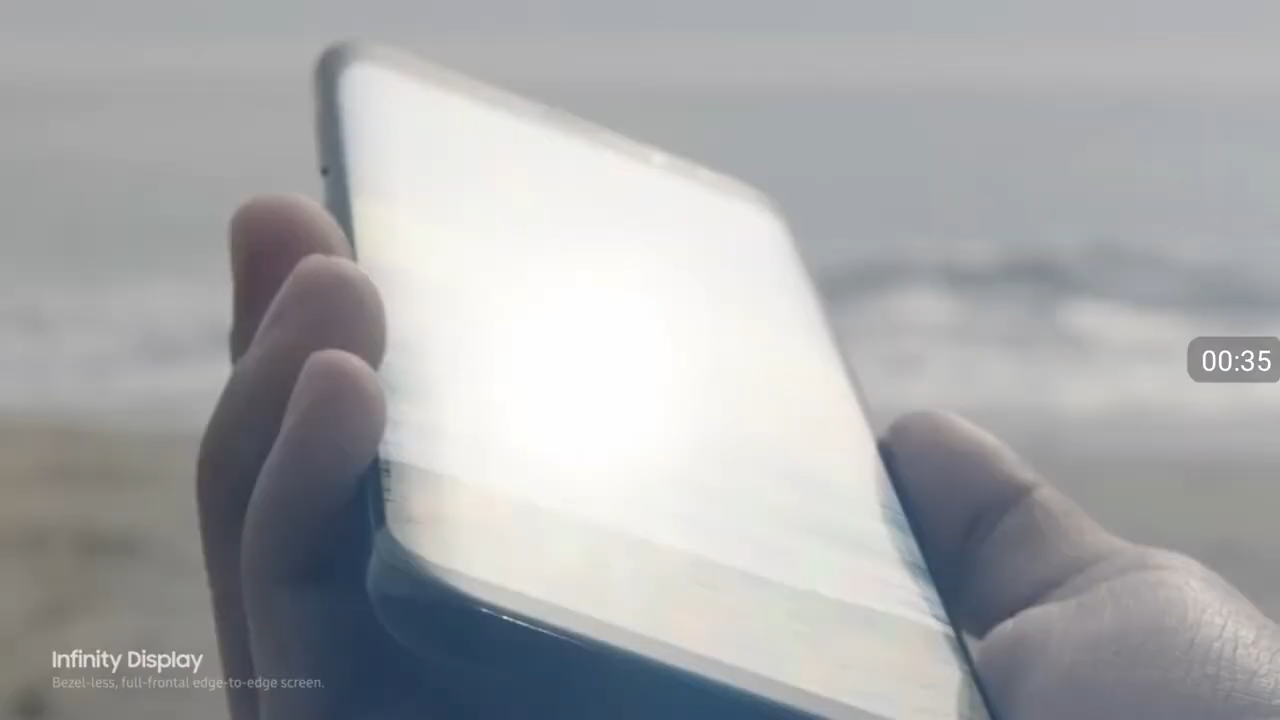 00:35
Infinity Display
Bezel-less, full-frontal edge-to-edge screen.